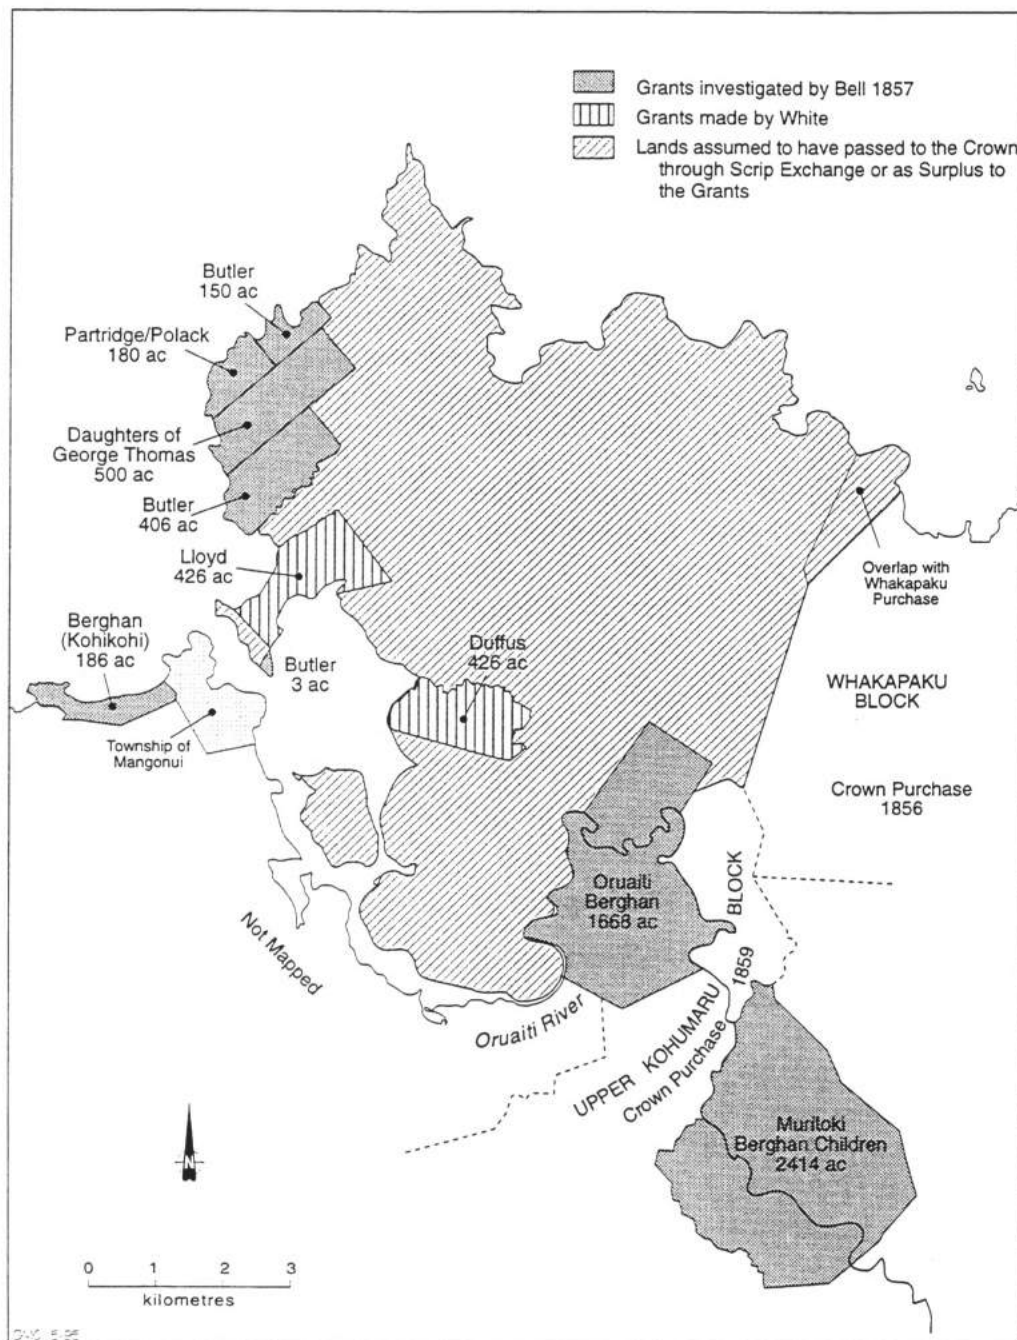 Grants investigated by Bell 1857
Grants made by White
Lands assumed to have passed to the Crown
through Scrip Exchange or as Surplus to
the Grants
Butler
150 ac
Partridge/Polack
180 ac
Daughters of
George Thomas
500 ac
Butler
406 ac
Lloyd
426 ac
Overlap with
Whakapaku
Purchase
Berghan
(Kohikohi)
186 ac
Butler
3 ac
Duffus
426 ac
Township of
Mangonui
WHAKAPAKU
BLOCK
Crown Purchase
1856
Oruaiti
Berghan
1668 ac
Not Mapped
Oruaiti River
UPPER KOHUMARU BLOCK
Crown Purchase 1859
Muritoki
Berghan Children
2414 ac
N
0 1 2 3
kilometres